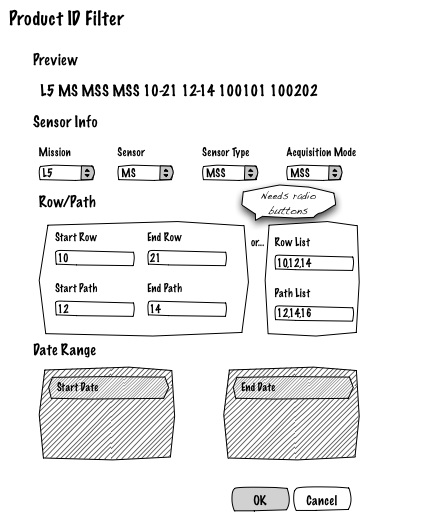 Product ID Filter
Preview
L5 MS MSS MSS 10-21 12-14 100101 100202
Sensor Info
Mission Sensor Sensor Type Acquisition Mode
L5 MS MSS MSS
Row/Path
Needs radio
buttons
Start Row End Row
10 21
Start Path End Path
12 14
or...
Row List
10,12,14
Path List
12,14,16
Date Range
Start Date End Date
OK Cancel